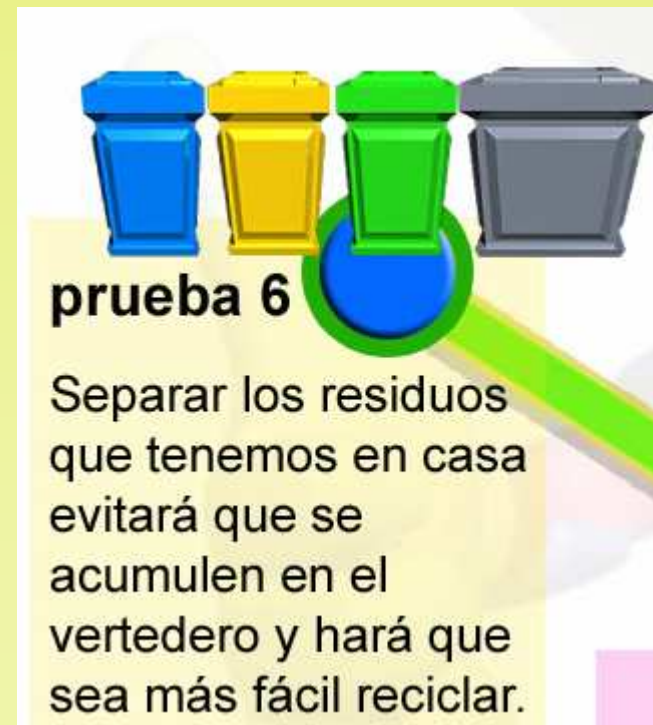 prueba 6
Separar los residuos
que tenemos en casa
evitará que se
acumulen en el
vertedero y hará que
sea más fácil reciclar.